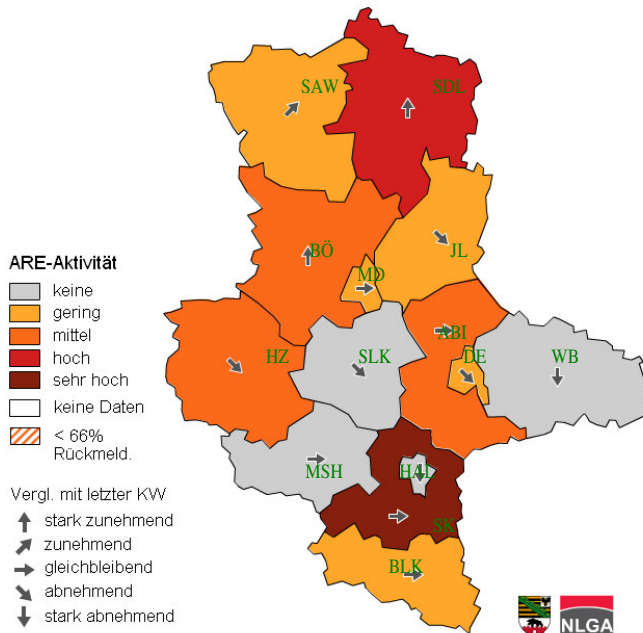 SAW
SDL
BÖ
JL
MD
ARE-Aktivität
keine
gering
mittel
hoch
sehr hoch
keine Daten
< 66%
Rückmeld.
HZ
SLK
ABI
DE
WB
MSH
HAL
SK
BLK
Vergl. mit letzter KW
stark zunehmend
zunehmend
gleichbleibend
abnehmend
stark abnehmend
NLGA